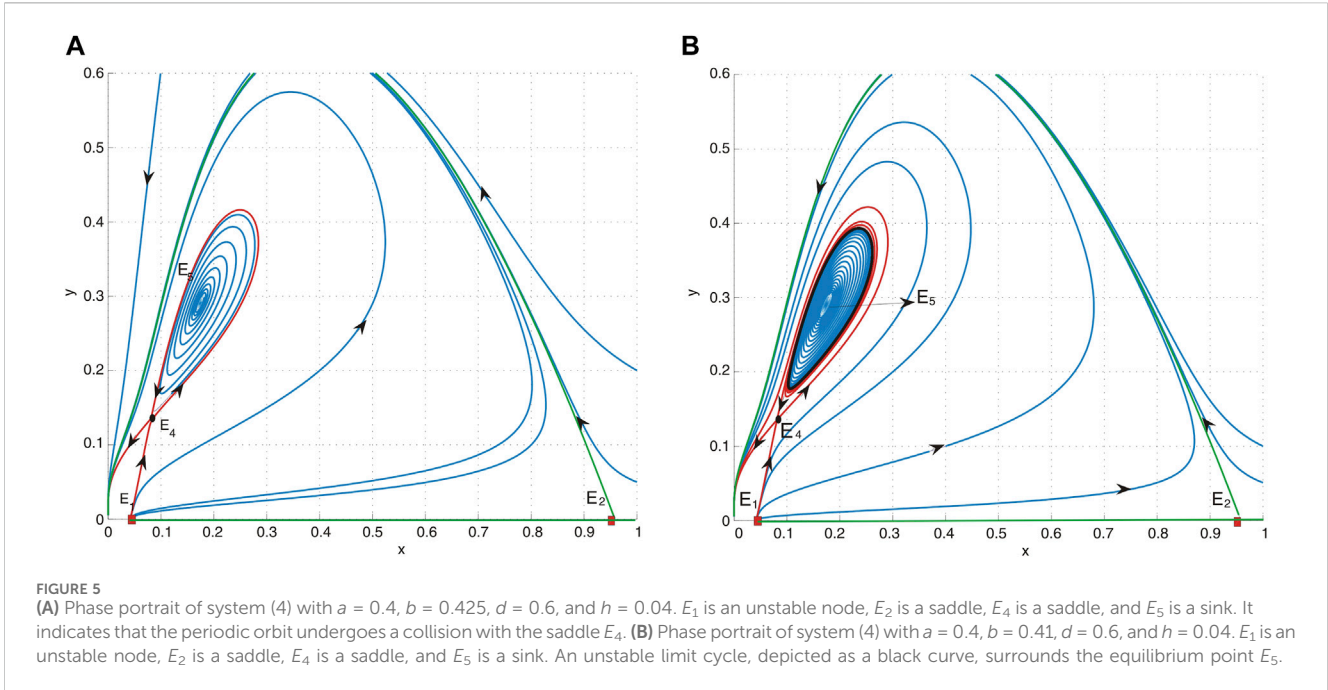 A
0.6
0.5
0.4
0.3
0.2
0.1
0
y
E5
E4
E1
E2
0 0.1 0.2 0.3 0.4 0.5 0.6 0.7 0.8 0.9 1
x
B
0.6
0.5
0.4
0.3
0.2
0.1
0
y
E5
E4
E1
E2
0 0.1 0.2 0.3 0.4 0.5 0.6 0.7 0.8 0.9 1
x
FIGURE 5
(A) Phase portrait of system (4) with a = 0.4, b = 0.425, d = 0.6, and h = 0.04. E1 is an unstable node, E2 is a saddle, E4 is a saddle, and E5 is a sink. It
indicates that the periodic orbit undergoes a collision with the saddle E4. (B) Phase portrait of system (4) with a = 0.4, b = 0.41, d = 0.6, and h = 0.04. E1 is an
unstable node, E2 is a saddle, E4 is a saddle, and E5 is a sink. An unstable limit cycle, depicted as a black curve, surrounds the equilibrium point E5.